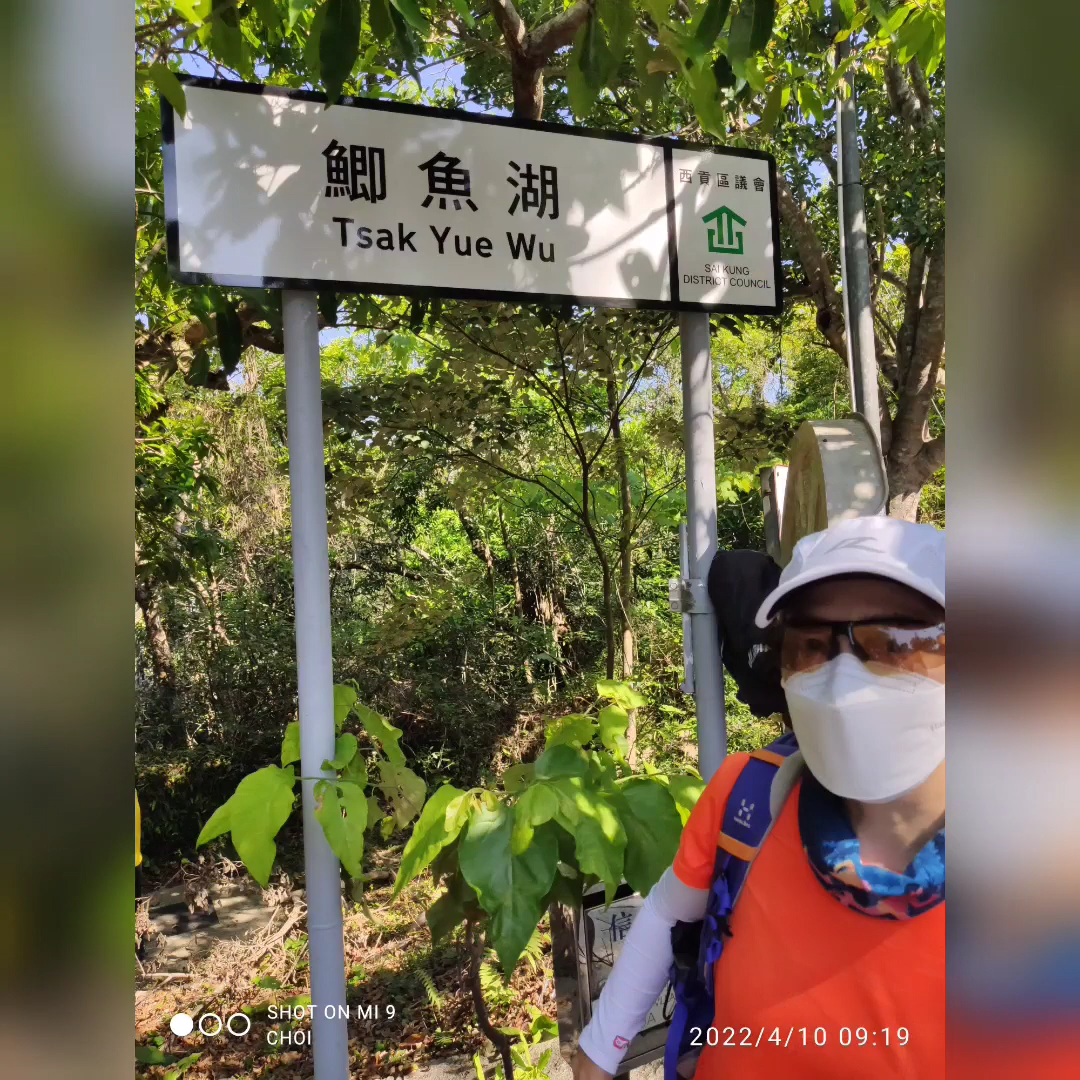 鯽魚湖
Tsak Yue Wu
西貢區議會
SAI KUNG
DISTRICT COUNCIL
信
SHOT ON MI 9
CHOI
2022/4/10 09:19